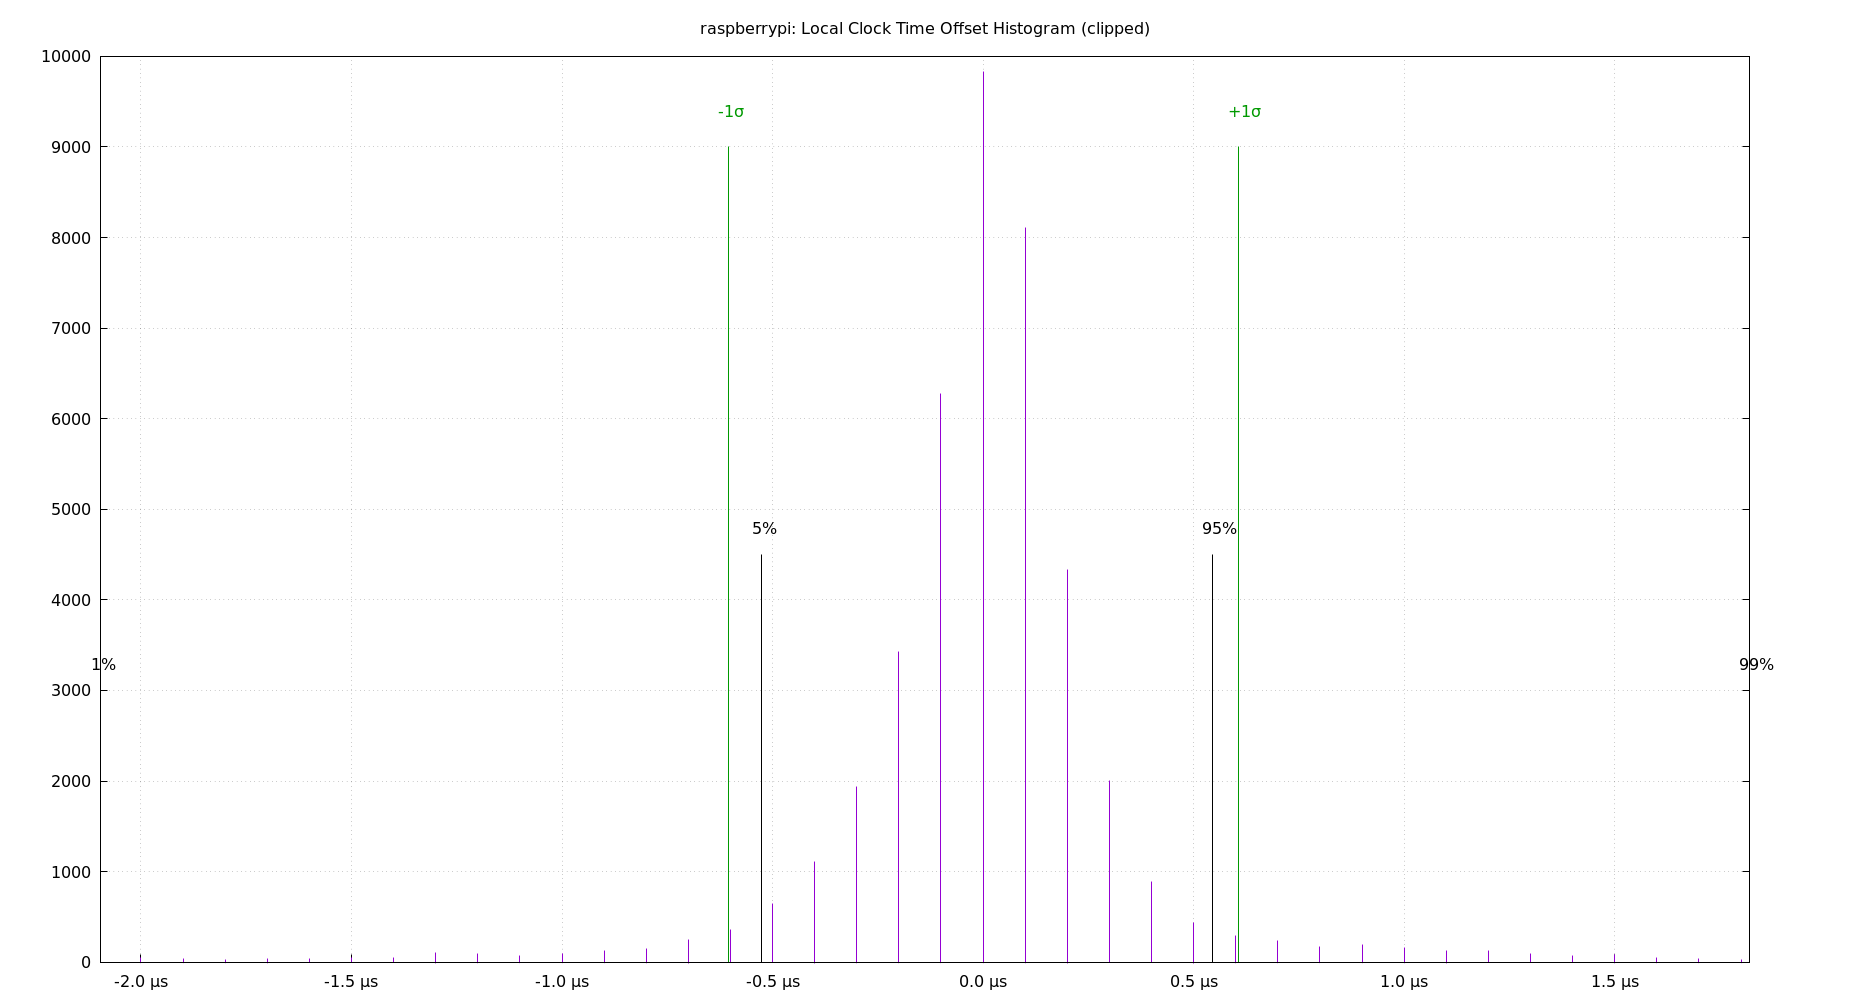 raspberrypi: Local Clock Time Offset Histogram (clipped)
10000
-1σ
+1σ
9000
8000
7000
6000
5000
5%
95%
4000
1%
99%
3000
2000
1000
0
-2.0 µs
-1.5 µs
-1.0 µs
-0.5 µs
0.0 µs
0.5 µs
1.0 µs
1.5 µs